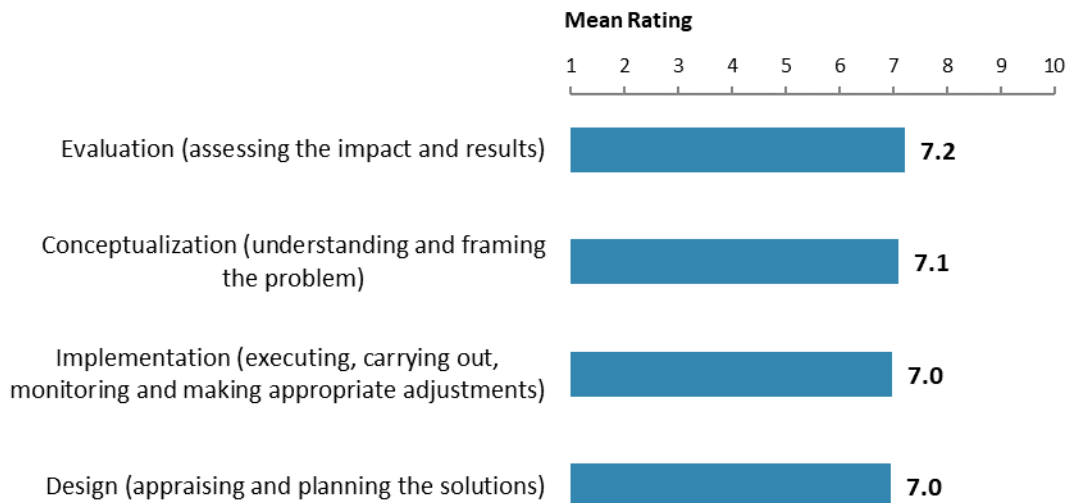 Mean Rating
1 2 3 4 5 6 7 8 9 10
Evaluation (assessing the impact and results) 7.2
Conceptualization (understanding and framing
the problem) 7.1
Implementation (executing, carrying out,
monitoring and making appropriate adjustments) 7.0
Design (appraising and planning the solutions) 7.0